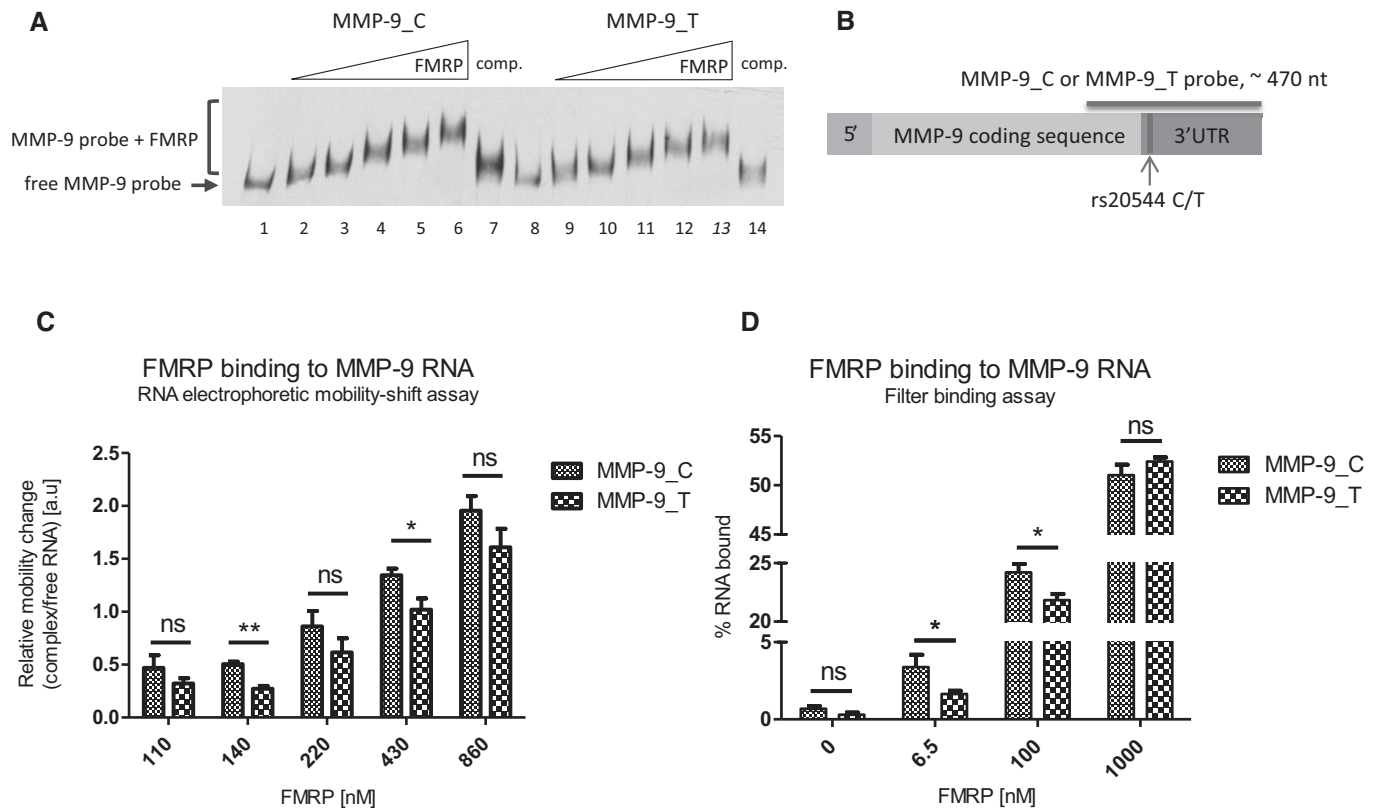 A
MMP-9_C
MMP-9_T
FMRP
comp.
FMRP
comp.
MMP-9 probe + FMRP
free MMP-9 probe
1 2 3 4 5 6 7 8 9 10 11 12 13 14
B
MMP-9_C or MMP-9_T probe, ~ 470 nt
5’ MMP-9 coding sequence 3’UTR
rs20544 C/T
C
FMRP binding to MMP-9 RNA
RNA electrophoretic mobility-shift assay
Relative mobility change
(complex/free RNA) [a.u]
2.5
2.0
1.5
1.0
0.5
0.0
ns
**
ns
*
ns
MMP-9_C
MMP-9_T
110 140 220 430 860
FMRP [nM]
D
FMRP binding to MMP-9 RNA
Filter binding assay
% RNA bound
55
50
45
25
20
5
0
ns
*
*
ns
MMP-9_C
MMP-9_T
0 6.5 100 1000
FMRP [nM]